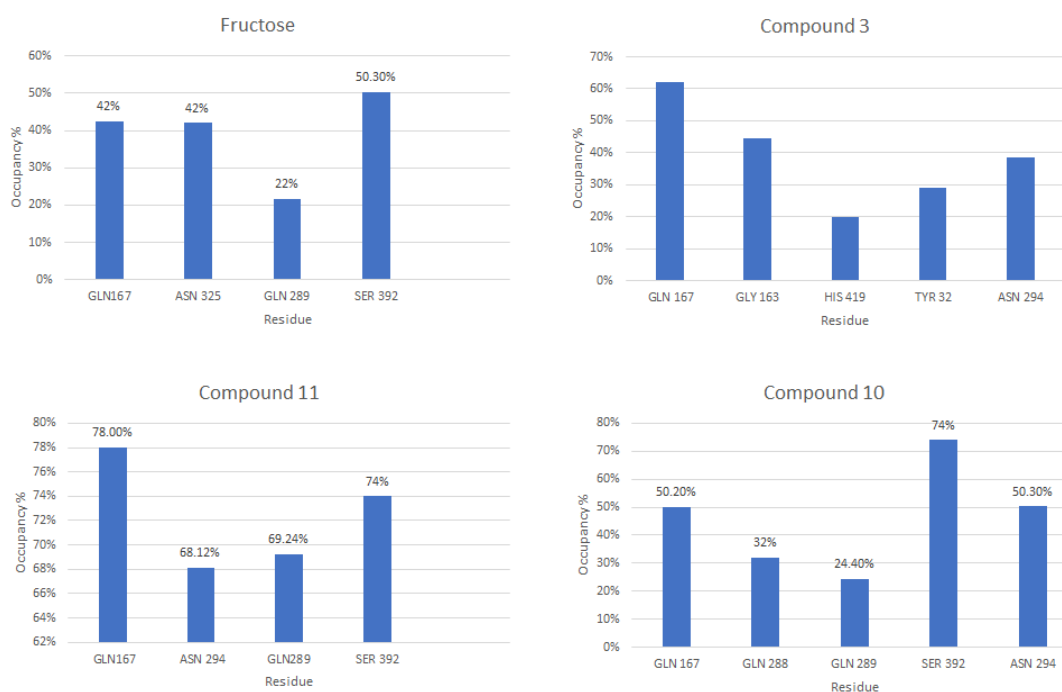 Fructose
60%
50%
40%
30%
20%
10%
0%
Occupancy%
42%
42%
22%
50.30%
GLN167 ASN 325 GLN 289 SER 392
Residue
Compound 3
70%
60%
50%
40%
30%
20%
10%
0%
Occupancy%
GLN 167 GLY 163 HIS 419 TYR 32 ASN 294
Residue
Compound 11
80%
78%
76%
74%
72%
70%
68%
66%
64%
62%
Occupancy%
78.00%
68.12%
69.24%
74%
GLN167 ASN 294 GLN289 SER 392
Residue
Compound 10
80%
70%
60%
50%
40%
30%
20%
10%
0%
Occupancy%
50.20%
32%
24.40%
74%
50.30%
GLN 167 GLN 288 GLN 289 SER 392 ASN 294
Residue